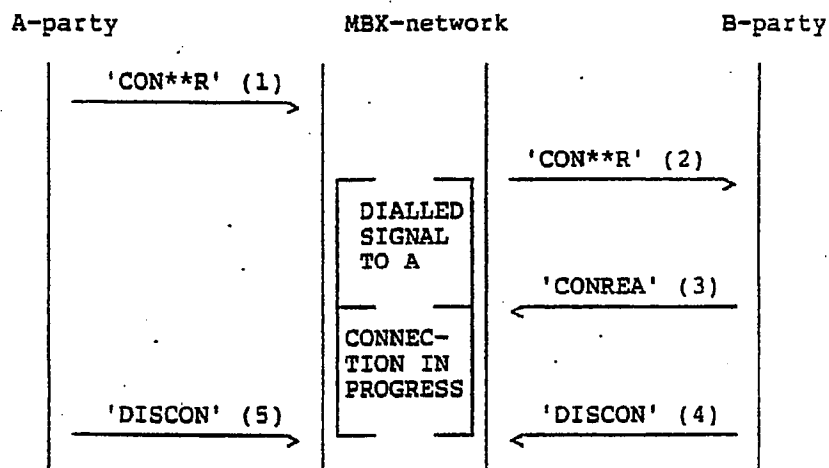 A-party MBX-network B-party
'CON**R' (1)
'CON**R' (2)
DIALLED
SIGNAL
TO A
'CONREA' (3)
CONNEC-
TION IN
PROGRESS
'DISCON' (5) 'DISCON' (4)